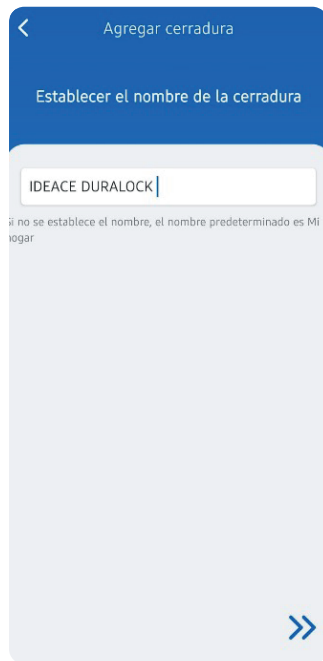 Agregar cerradura
Establecer el nombre de la cerradura
IDEACE DURALOCK
Si no se establece el nombre, el nombre predeterminado es Mi
hogar